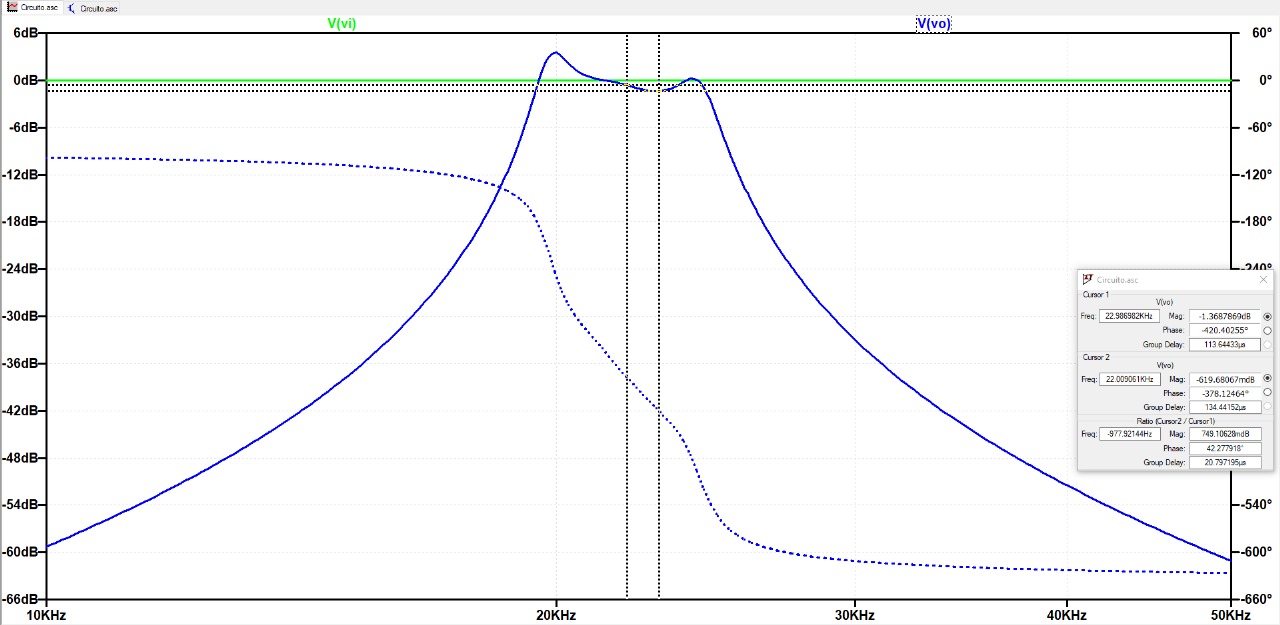 Circuito.asc Circuito.asc
V(vi) V(vo)
6dB 60°
0dB 0°
-6dB -60°
-12dB -120°
-18dB -180°
-24dB -240°
-30dB
-36dB
-42dB
-48dB
-54dB -540°
-60dB -600°
-66dB -660°
10KHz 20KHz 30KHz 40KHz 50KHz
Circuito.asc
Cursor 1
V(vo)
Freq: 22.986982KHz Mag: -1.3687869dB
Phase: -420.40255°
Group Delay: 113.64433µs
Cursor 2
V(vo)
Freq: 22.009061KHz Mag: -619.68067mdB
Phase: -378.12464°
Group Delay: 134.44152µs
Ratio (Cursor2 / Cursor1)
Freq: -977.92144Hz Mag: 749.10628mdB
Phase: 42.277918°
Group Delay: 20.797195µs